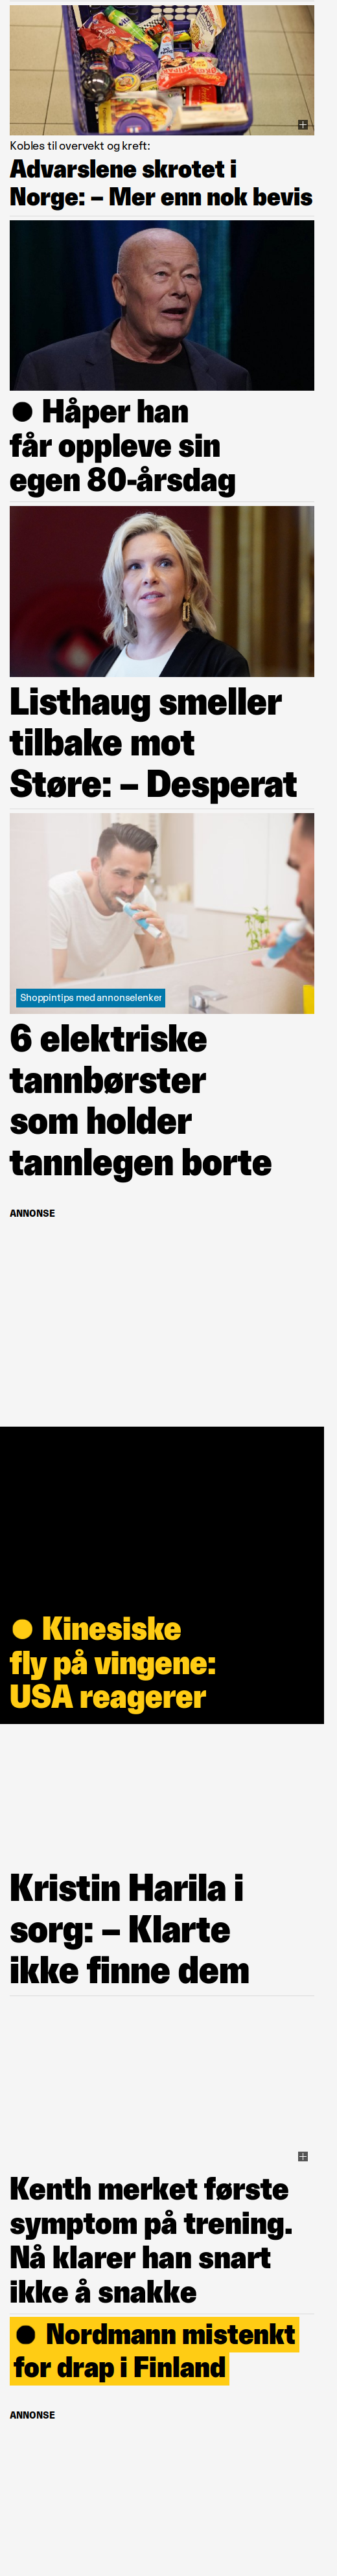 Kobles til overvekt og kreft:
Advarslene skrotet i
Norge: – Mer enn nok bevis
● Håper han
får oppleve sin
egen 80-årsdag
Listhaug smeller
tilbake mot
Støre: – Desperat
Shoppintips med annonselenker
6 elektriske
tannbørster
som holder
tannlegen borte
ANNONSE
● Kinesiske
fly på vingene:
USA reagerer
Kristin Harila i
sorg: – Klarte
ikke finne dem
Kenth merket første
symptom på trening.
Nå klarer han snart
ikke å snakke
● Nordmann mistenkt
for drap i Finland
ANNONSE